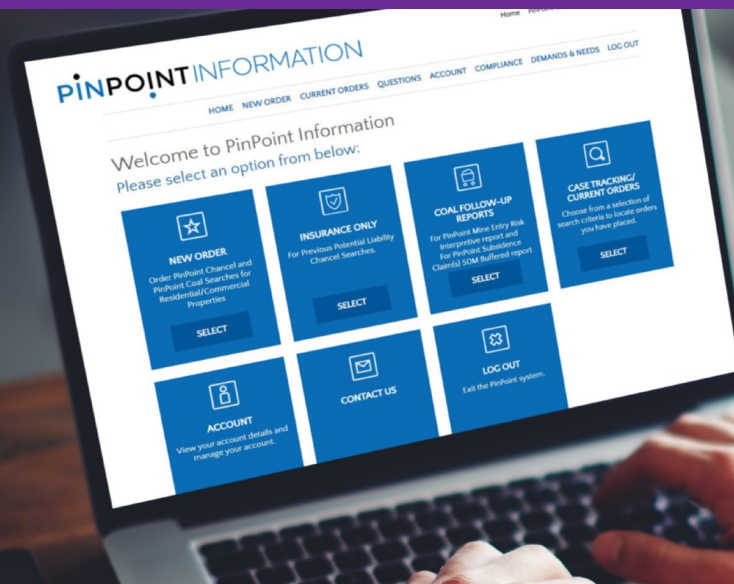 Home
PINPOINT INFORMATION
HOME NEW ORDER CURRENT ORDERS QUESTIONS ACCOUNT COMPLIANCE DEMANDS & NEEDS LOG OUT
Welcome to PinPoint Information
Please select an option from below:
NEW ORDER
Order PinPoint Chancel and
PinPoint Coal Searches for
Residential/Commercial
Properties
SELECT
INSURANCE ONLY
For Previous Potential Liability
Chancel Searches.
SELECT
COAL FOLLOW-UP
REPORTS
For PinPoint Mine Entry Risk
Interpretive report and
For PinPoint Subsidence
Claim(s) 50M Buffered report
SELECT
CASE TRACKING/
CURRENT ORDERS
Choose from a selection of
search criteria to locate orders
you have placed.
SELECT
ACCOUNT
View your account details and
manage your account.
CONTACT US
LOG OUT
Exit the PinPoint system.